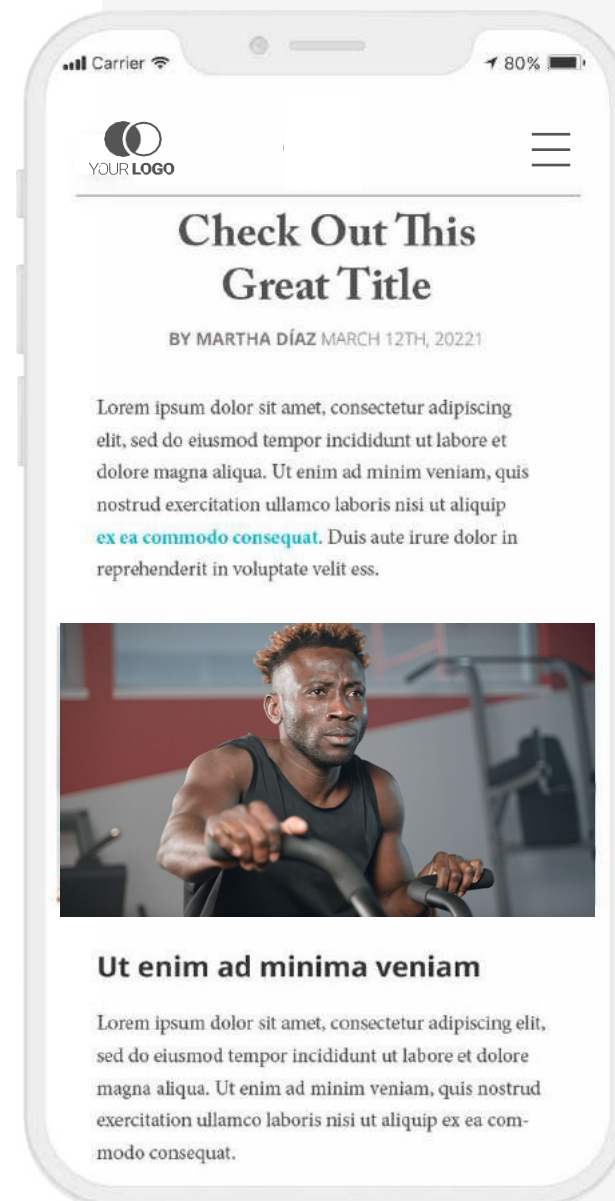 Carrier 80%
YOUR LOGO
Check Out This
Great Title
BY MARTHA DÍAZ MARCH 12TH, 20221
Lorem ipsum dolor sit amet, consectetur adipiscing
elit, sed do eiusmod tempor incididunt ut labore et
dolore magna aliqua. Ut enim ad minim veniam, quis
nostrud exercitation ullamco laboris nisi ut aliquip
ex ea commodo consequat. Duis aute irure dolor in
reprehenderit in voluptate velit ess.
Ut enim ad minima veniam
Lorem ipsum dolor sit amet, consectetur adipiscing elit,
sed do eiusmod tempor incididunt ut labore et dolore
magna aliqua. Ut enim ad minim veniam, quis nostrud
exercitation ullamco laboris nisi ut aliquip ex ea com-
modo consequat.